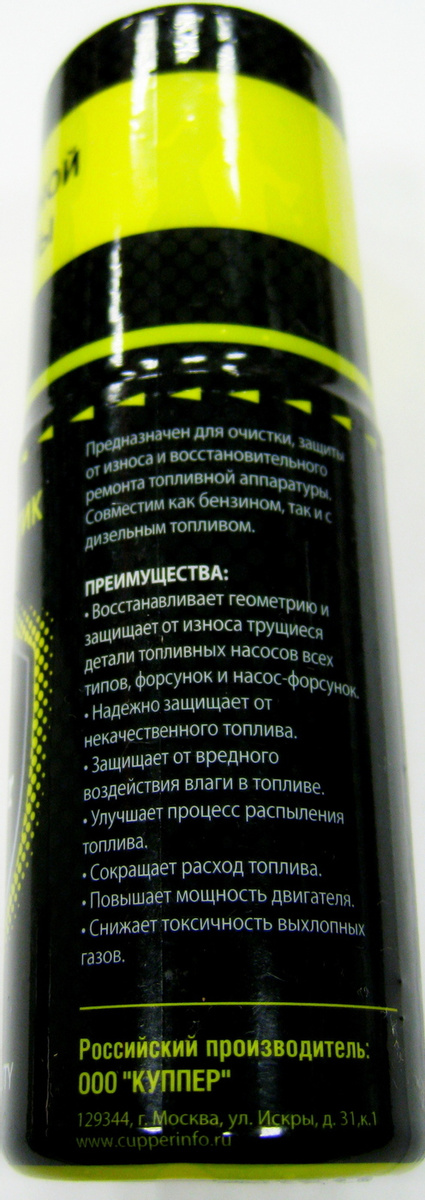 ОЙ
Ы
ИК
Предназначен для очистки, защиты
от износа и восстановительного
ремонта топливной аппаратуры.
Совместим как бензином, так и с
дизельным топливом.
ПРЕИМУЩЕСТВА:
• Восстанавливает геометрию и
защищает от износа трущиеся
детали топливных насосов всех
типов, форсунок и насос-форсунок.
• Надежно защищает от
некачественного топлива.
• Защищает от вредного
воздействия влаги в топливе.
• Улучшает процесс распыления
топлива.
• Сокращает расход топлива.
• Повышает мощность двигателя.
• Снижает токсичность выхлопных
газов.
Российский производитель:
ООО "КУППЕР"
129344, г. Москва, ул. Искры, д. 31,к.1
www.cupperinfo.ru